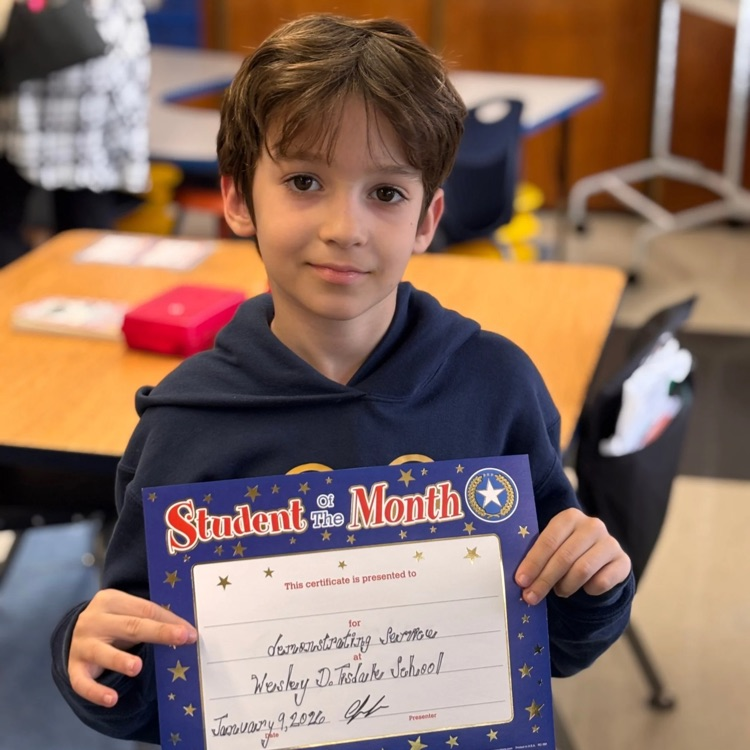 Student Of The Month
This certificate is presented to
for
demonstrating Service
at
Wesley D. Tisdale School
January 9, 2026
Date
Presenter